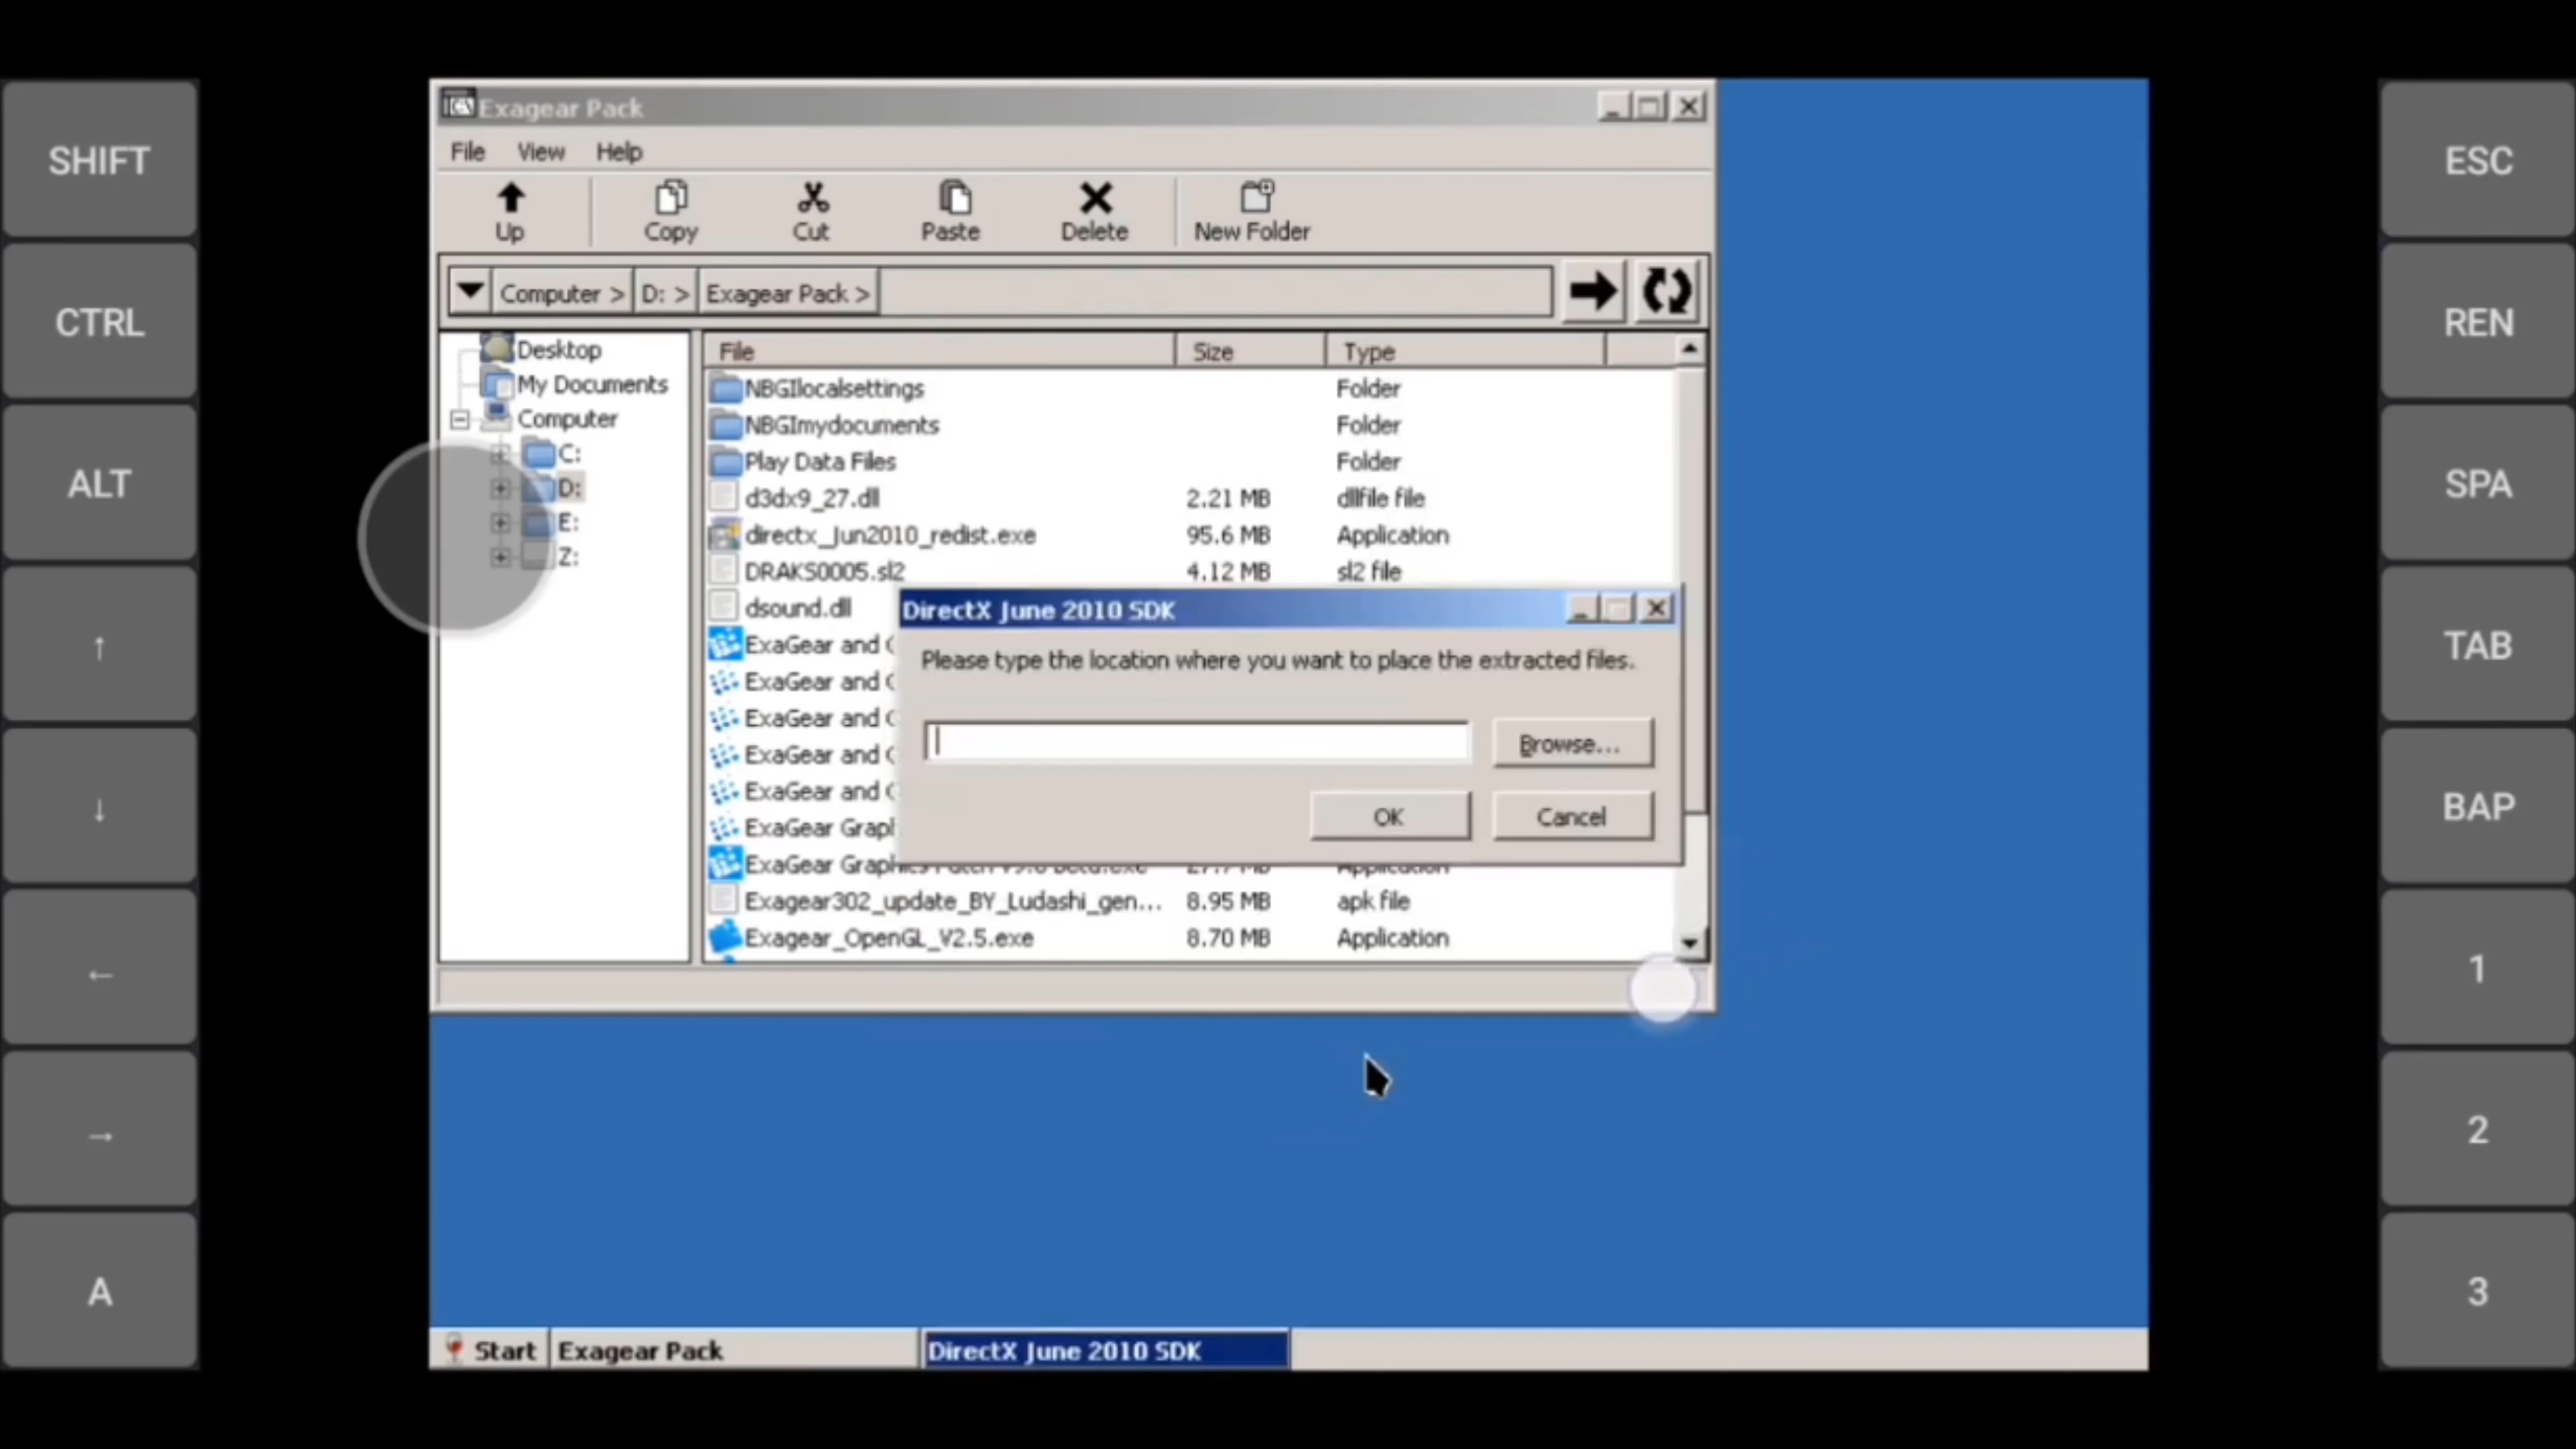 SHIFT
CTRL
ALT
↑
↓
←
→
A
Exagear Pack
File View Help
Up Copy Cut Paste Delete New Folder
Computer > D: > Exagear Pack >
Desktop
My Documents
Computer
C:
D:
E:
Z:
File Size Type
NBGIlocalsettings Folder
NBGImydocuments Folder
Play Data Files Folder
d3dx9_27.dll 2.21 MB dllfile file
directx_Jun2010_redist.exe 95.6 MB Application
DRAKS0005.sl2 4.12 MB sl2 file
dsound.dll
ExaGear and
ExaGear and
ExaGear and
ExaGear and
ExaGear and
ExaGear
ExaGear Graphics
Exagear302_update_BY_Ludashi_gen... 8.95 MB apk file
Exagear_OpenGL_V2.5.exe 8.70 MB Application
DirectX June 2010 SDK
Please type the location where you want to place the extracted files.
Browse...
OK Cancel
Start Exagear Pack DirectX June 2010 SDK
ESC
REN
SPA
TAB
BAP
1
2
3